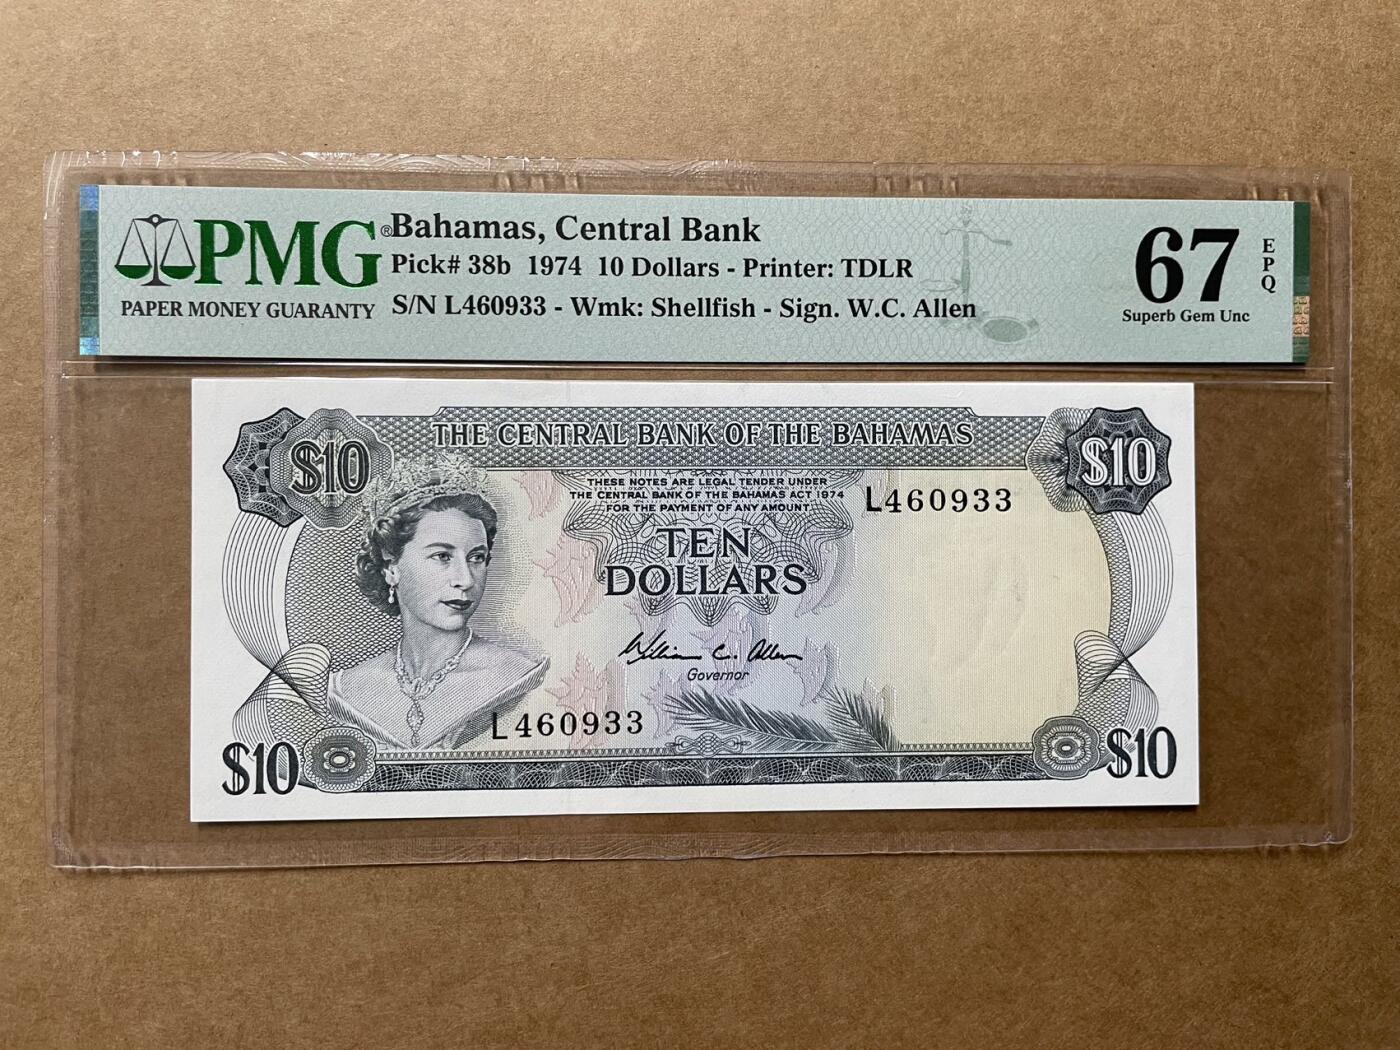 PMG®
PAPER MONEY GUARANTY
Bahamas, Central Bank
Pick# 38b 1974 10 Dollars - Printer: TDLR
S/N L460933 - Wmk: Shellfish - Sign. W.C. Allen
67
EPQ
Superb Gem Unc
$10
THE CENTRAL BANK OF THE BAHAMAS
$10
THESE NOTES ARE LEGAL TENDER UNDER
THE CENTRAL BANK OF THE BAHAMAS ACT 1974
FOR THE PAYMENT OF ANY AMOUNT
L460933
TEN
DOLLARS
William C. Allen
Governor
L460933
$10
$10